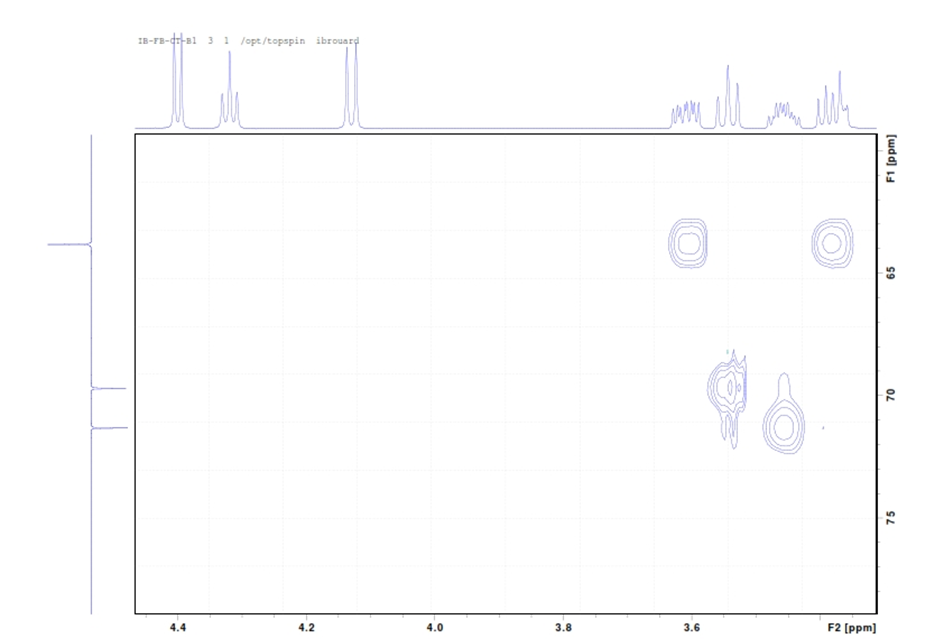 IB-FR-CT-B1 3 1 /opt/topspin ibrouard
F1 [ppm]
65
70
75
4.4 4.2 4.0 3.8 3.6 F2 [ppm]